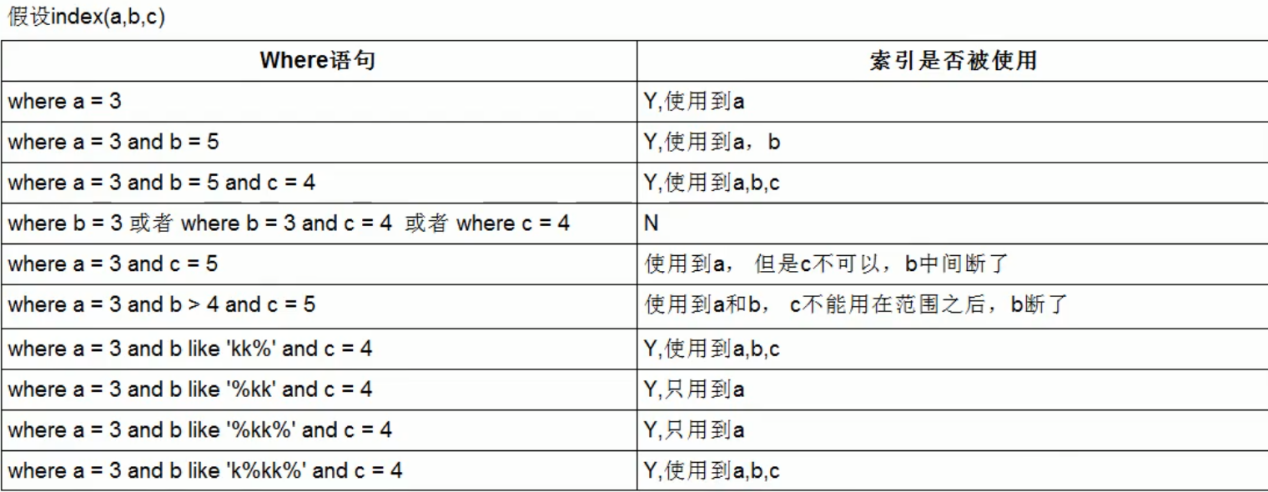 假设index(a,b,c)
Where语句 索引是否被使用
where a = 3 Y,使用到a
where a = 3 and b = 5 Y,使用到a，b
where a = 3 and b = 5 and c = 4 Y,使用到a,b,c
where b = 3 或者 where b = 3 and c = 4 或者 where c = 4 N
where a = 3 and c = 5 使用到a， 但是c不可以，b中间断了
where a = 3 and b > 4 and c = 5 使用到a和b， c不能用在范围之后，b断了
where a = 3 and b like 'kk%' and c = 4 Y,使用到a,b,c
where a = 3 and b like '%kk' and c = 4 Y,只用到a
where a = 3 and b like '%kk%' and c = 4 Y,只用到a
where a = 3 and b like 'k%kk%' and c = 4 Y,使用到a,b,c